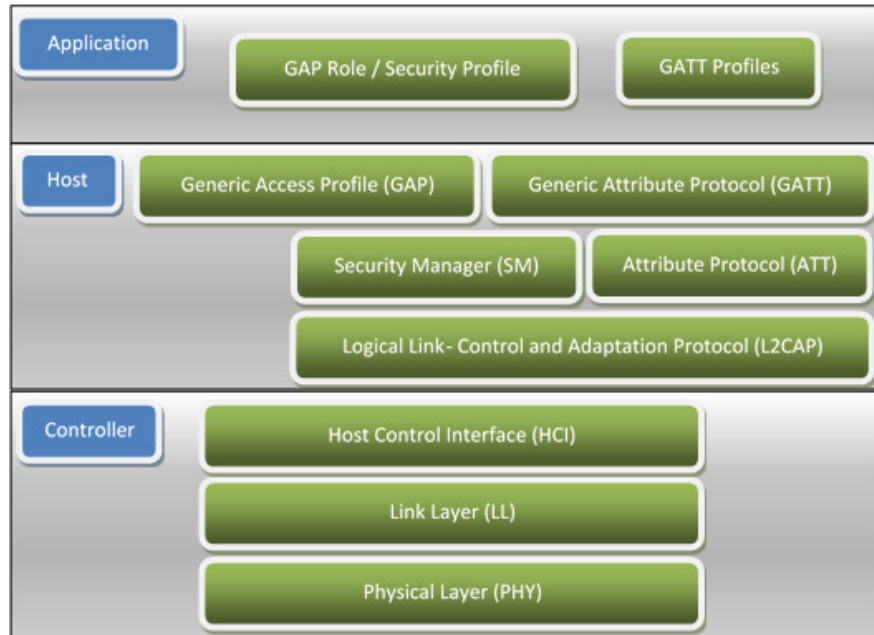 Application
GAP Role / Security Profile
GATT Profiles
Host
Generic Access Profile (GAP)
Generic Attribute Protocol (GATT)
Security Manager (SM)
Attribute Protocol (ATT)
Logical Link- Control and Adaptation Protocol (L2CAP)
Controller
Host Control Interface (HCI)
Link Layer (LL)
Physical Layer (PHY)